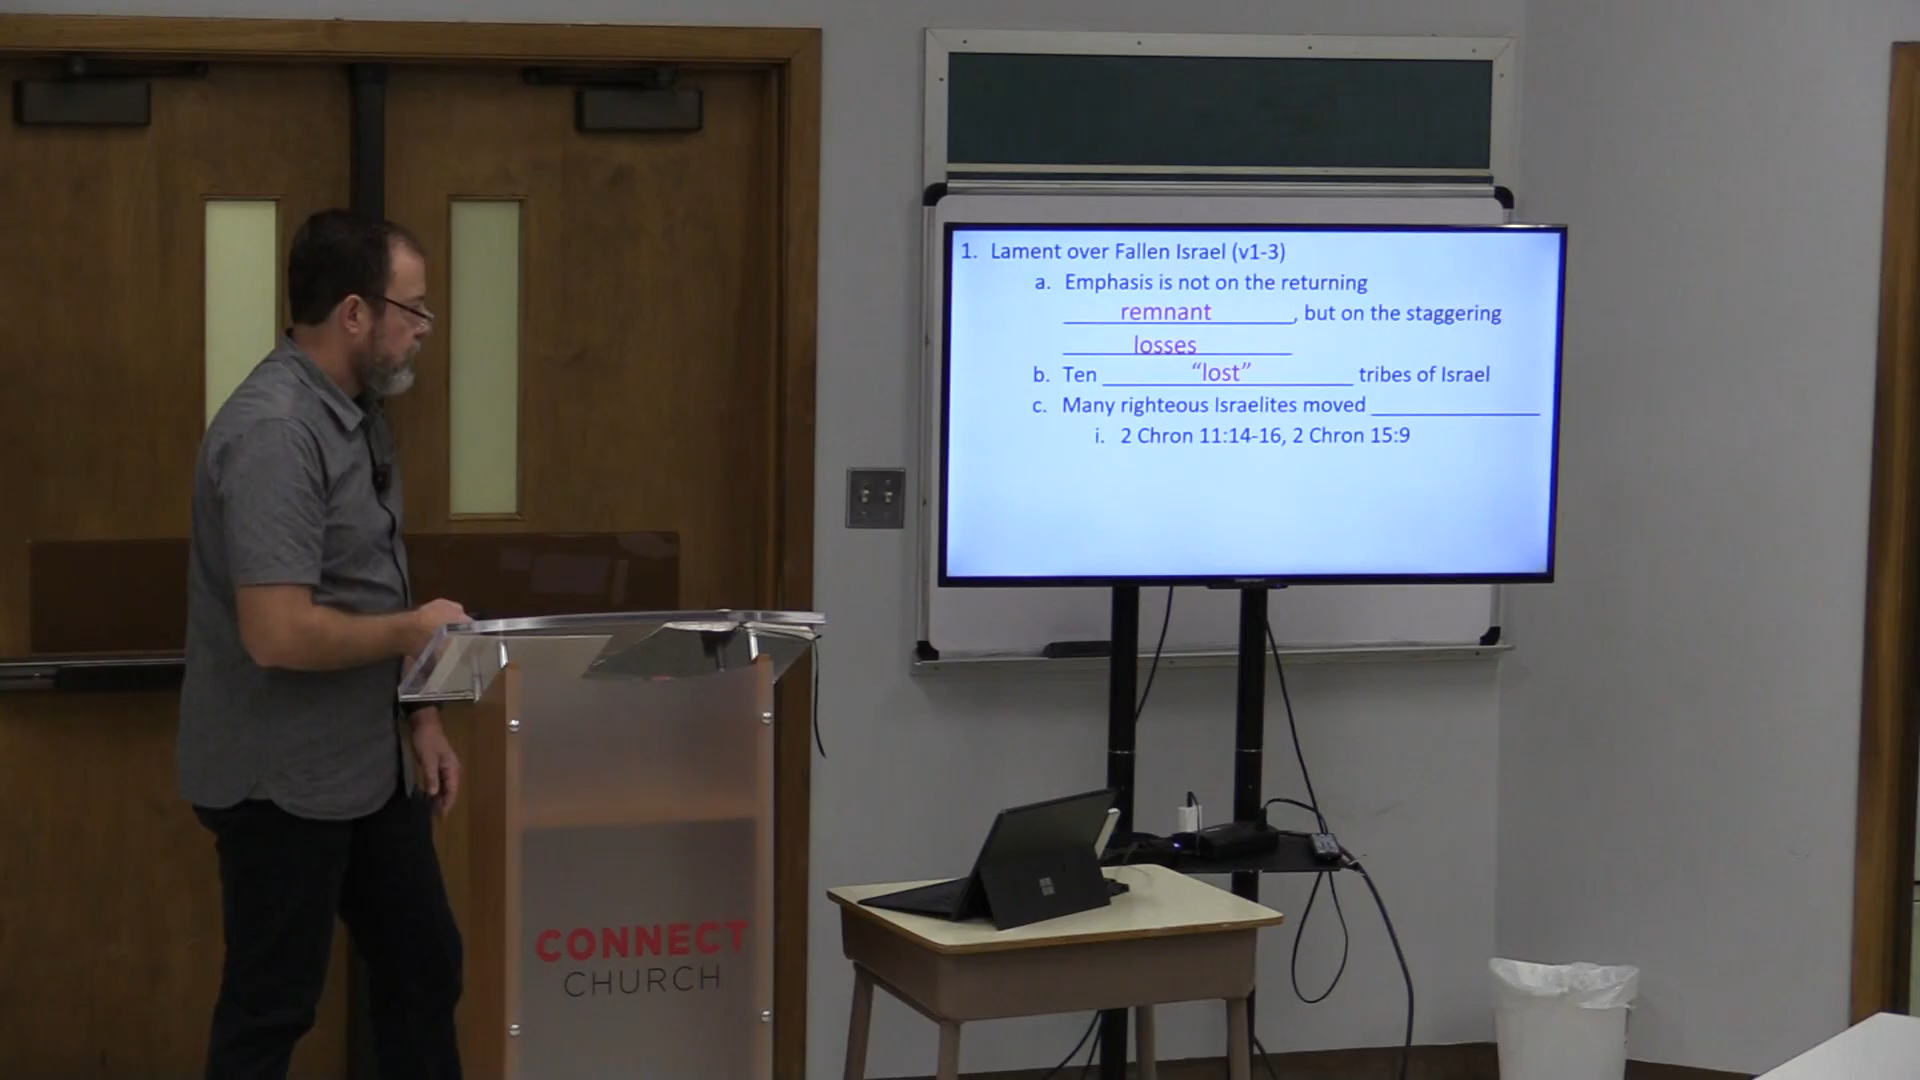 1. Lament over Fallen Israel (v1-3)
a. Emphasis is not on the returning
remnant, but on the staggering
losses
b. Ten “lost” tribes of Israel
c. Many righteous Israelites moved
i. 2 Chron 11:14-16, 2 Chron 15:9
CONNECT
CHURCH